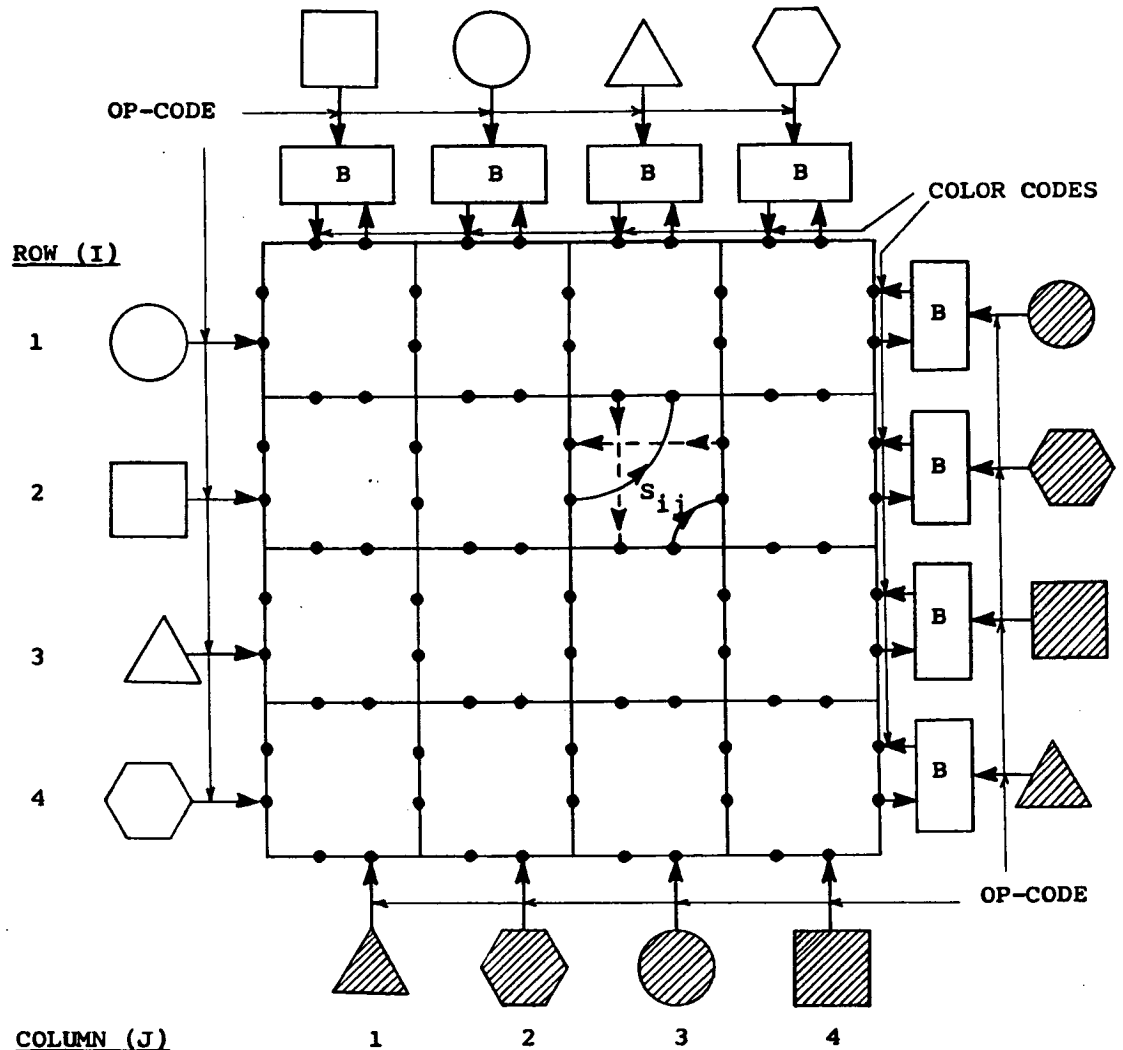 OP-CODE
B B B B
COLOR CODES
ROW (I)
B
1
B
2
S ij
B
3
B
4
OP-CODE
COLUMN (J) 1 2 3 4